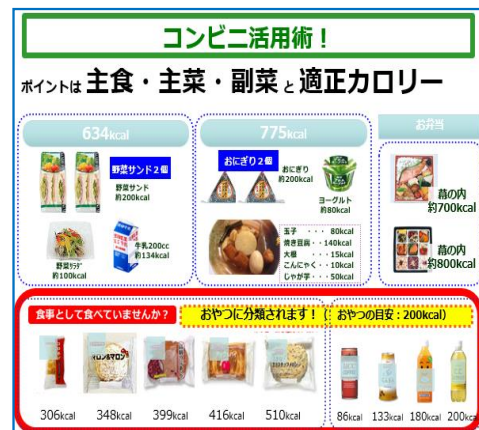 コンビニ活用術！
ポイントは 主食・主菜・副菜 と 適正カロリー
634kcal
野菜サンド２個
野菜サンド
約200kcal
野菜サラダ
約100kcal
牛乳200cc
約134kcal
775kcal
おにぎり２個
おにぎり
約200kcal
ヨーグルト
約80kcal
玉子・・・ 80kcal
焼き豆腐・・140kcal
大根・・・ 15kcal
こんにゃく・・10kcal
じゃが芋・・50kcal
お弁当
幕の内
約700kcal
幕の内
約800kcal
食事として食べていませんか？
おやつに分類されます！（
おやつの目安：200kcal）
306kcal
348kcal
399kcal
416kcal
510kcal
86kcal
133kcal
180kcal
200kcal